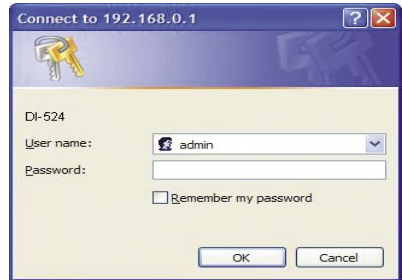 Connect to 192.168.0.1
DI-524
User name: admin
Password:
Remember my password
OK Cancel